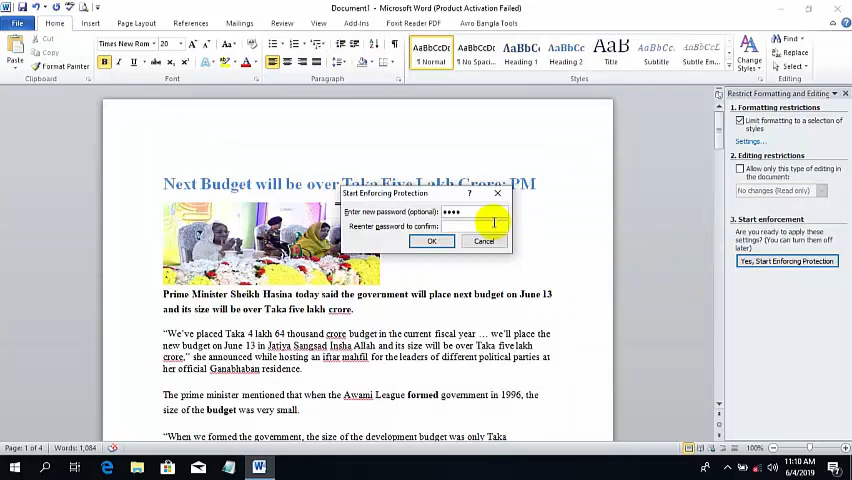 Document1 - Microsoft Word (Product Activation Failed)
File Home Insert Page Layout References Mailings Review View Add-Ins Foxit Reader PDF Avro Bangla Tools
Paste
Cut
Copy
Format Painter
Clipboard
Times New Rom 20
Font
Paragraph
AaBbCcDc AaBbCcDc AaBbC AaBbCc AaB AaBbCc. AaBbCcD
¶ Normal ¶ No Spaci... Heading 1 Heading 2 Title Subtitle Subtle Em...
Styles
Change Styles
Find
Replace
Select
Editing
Next Budget will be over Taka Five Lakh Crore: PM
Prime Minister Sheikh Hasina today said the government will place next budget on June 13
and its size will be over Taka five lakh crore.
“We’ve placed Taka 4 lakh 64 thousand crore budget in the current fiscal year … we’ll place the
new budget on June 13 in Jatiya Sangsad Insha Allah and its size will be over Taka five lakh
crore,” she announced while hosting an iftar mahfil for the leaders of different political parties at
her official Ganabhaban residence.
The prime minister mentioned that when the Awami League formed government in 1996, the
size of the budget was very small.
“When we formed the government, the size of the development budget was only Taka
Start Enforcing Protection ?
Enter new password (optional): ••••
Reenter password to confirm:
OK Cancel
Restrict Formatting and Editing
1. Formatting restrictions
Limit formatting to a selection of
styles
Settings...
2. Editing restrictions
Allow only this type of editing in
the document:
No changes (Read only)
3. Start enforcement
Are you ready to apply these
settings? (You can turn them off
later)
Yes, Start Enforcing Protection
Page: 1 of 4 Words: 1,084
100%
11:10 AM
6/4/2019